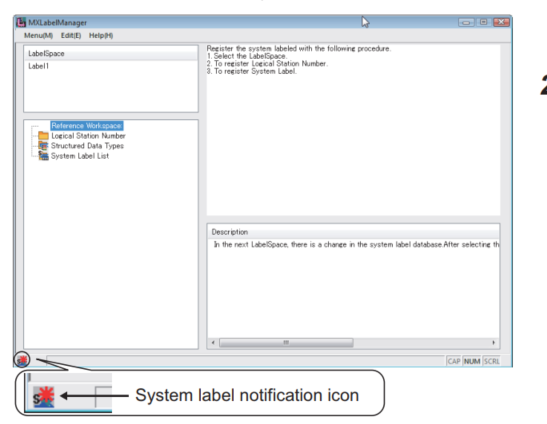 MXLabelManager
Menu(M) Edit(E) Help(H)
LabelSpace
Label1
Register the system labeled with the following procedure.
1. Select the LabelSpace.
2. To register Logical Station Number.
3. To register System Label.
2
Reference Workspace
Logical Station Number
Structured Data Types
System Label List
Description
In the next LabelSpace, there is a change in the system label database.After selecting th
CAP NUM SCRL
S
System label notification icon